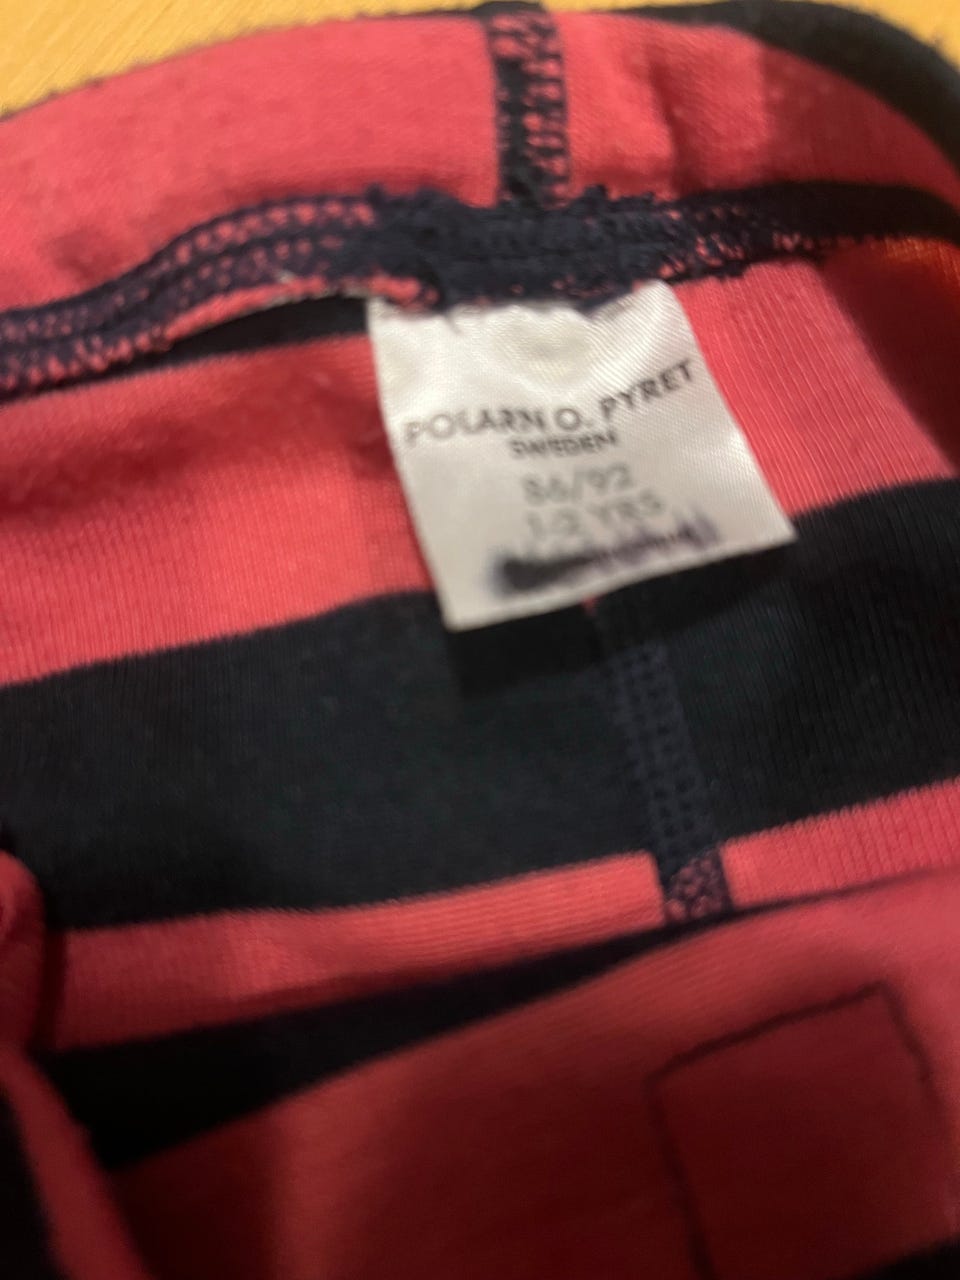 POLARN O. PYRET
SWEDEN
86/92
1-2 YRS